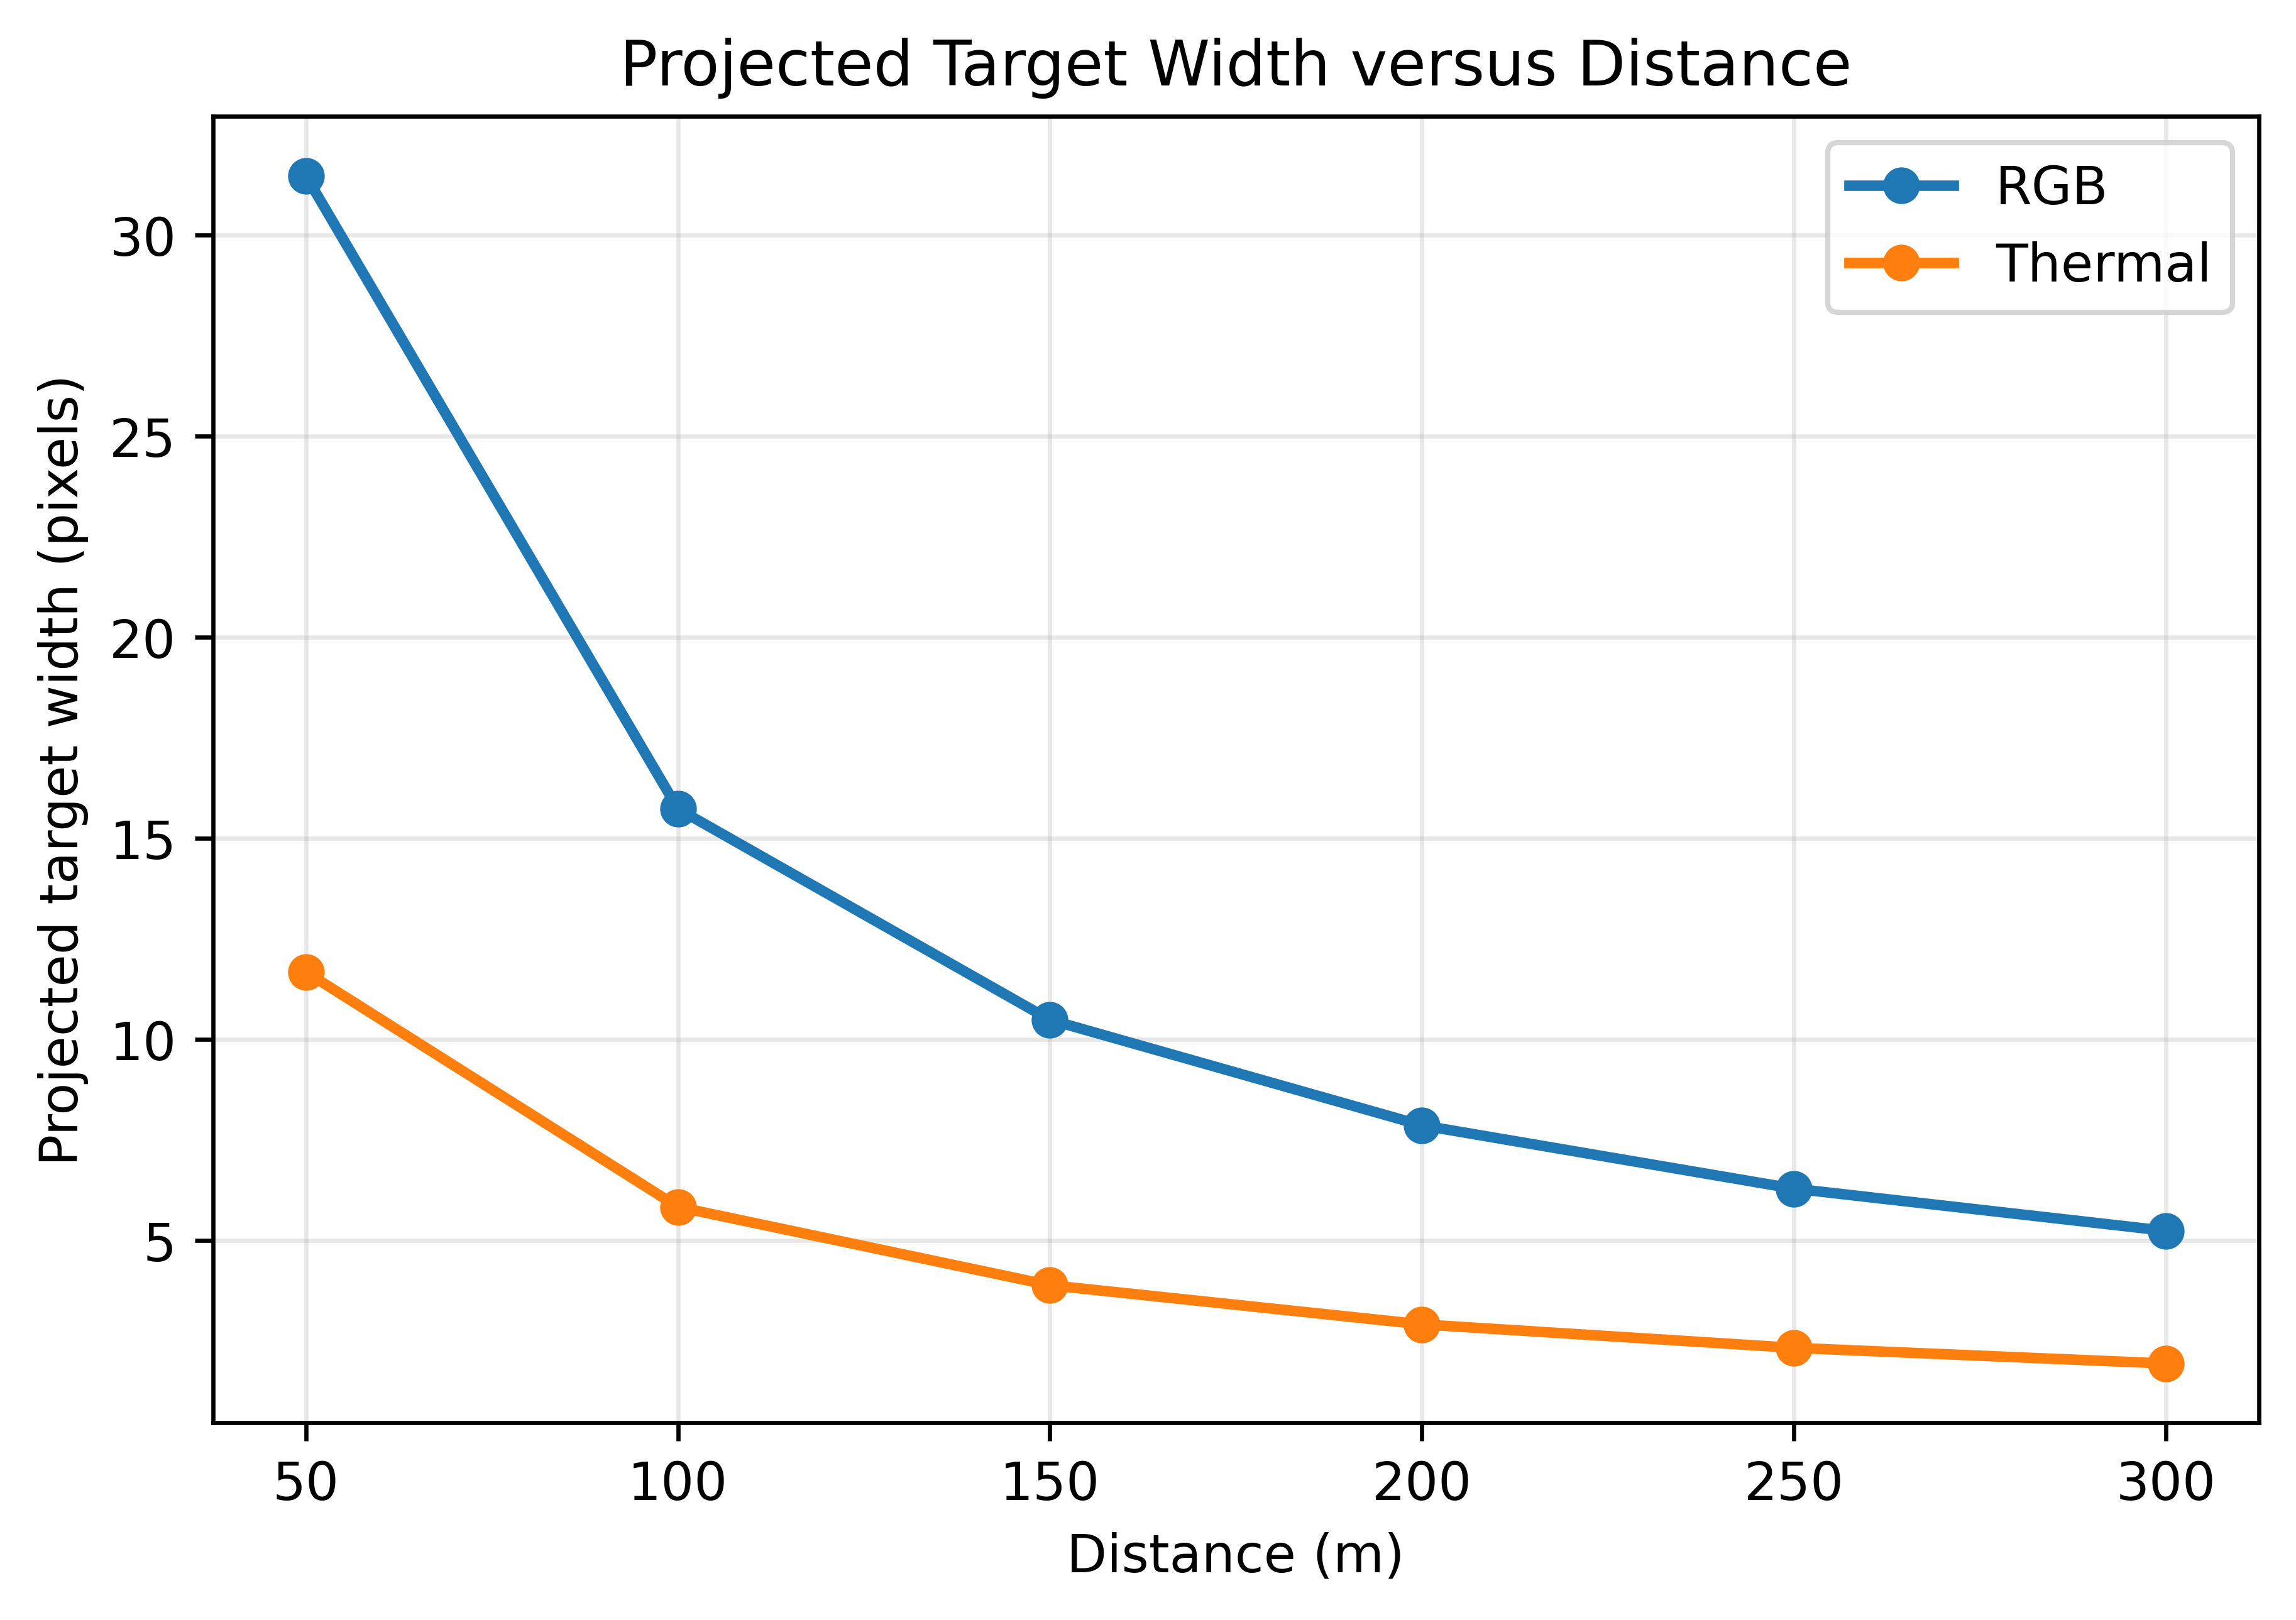 Projected Target Width versus Distance
RGB
Thermal
Projected target width (pixels)
30
25
20
15
10
5
50 100 150 200 250 300
Distance (m)